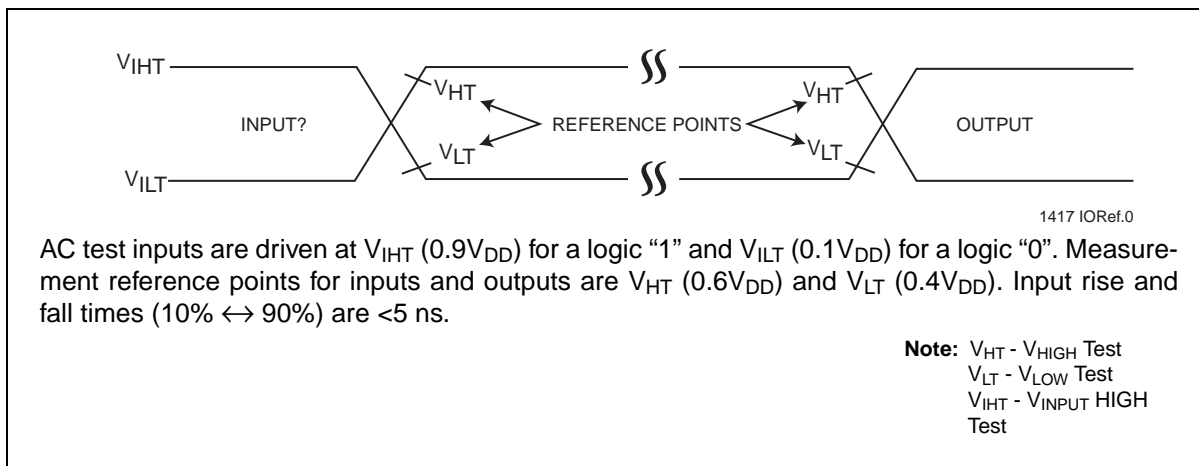 VIHT
VHT
VHT
INPUT?
REFERENCE POINTS
OUTPUT
VLT
VLT
VILT
1417 IORef.0
AC test inputs are driven at VIHT (0.9VDD) for a logic “1” and VILT (0.1VDD) for a logic “0”. Measure-
ment reference points for inputs and outputs are VHT (0.6VDD) and VLT (0.4VDD). Input rise and
fall times (10% ↔ 90%) are <5 ns.
Note: VHT - VHIGH Test
VLT - VLOW Test
VIHT - VINPUT HIGH
Test